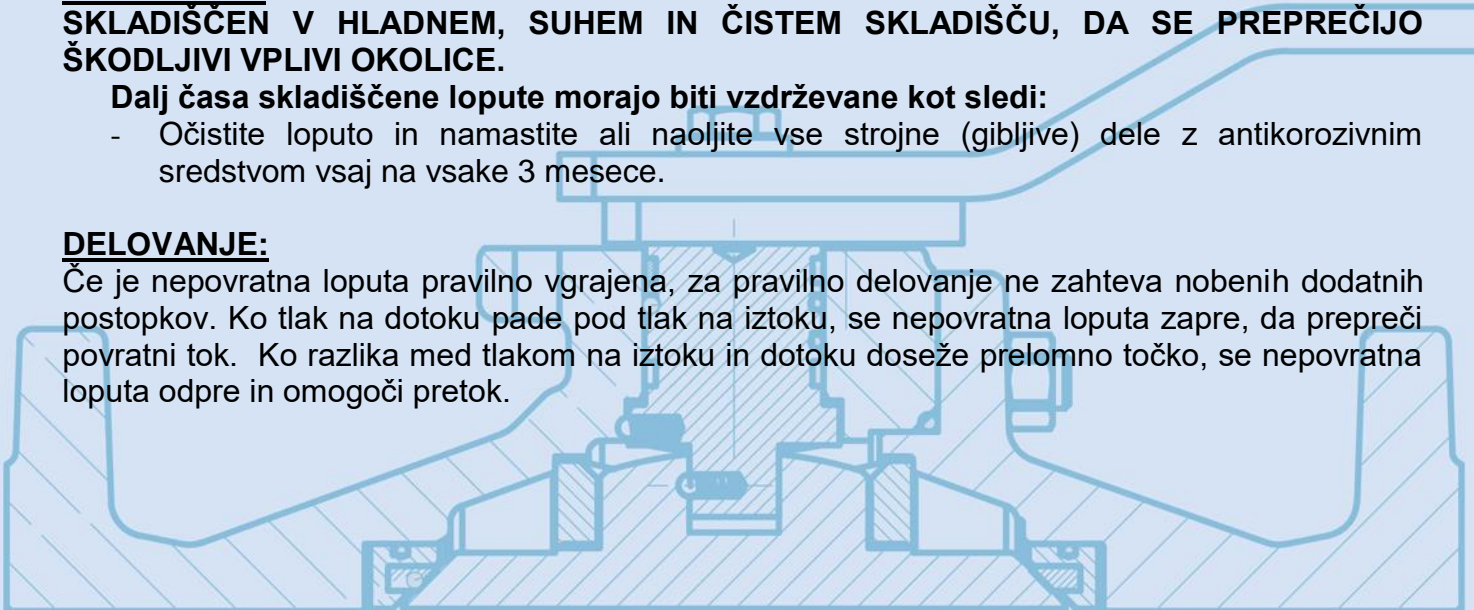 SKLADIŠČEN V HLADNEM, SUHEM IN ČISTEM SKLADIŠČU, DA SE PREPREČIJO
ŠKODLJIVI VPLIVI OKOLICE.
Dalj časa skladiščene lopute morajo biti vzdrževane kot sledi:
- Očistite loputo in namastite ali naoljite vse strojne (gibljive) dele z antikorozivnim
sredstvom vsaj na vsake 3 mesece.
DELOVANJE:
Če je nepovratna loputa pravilno vgrajena, za pravilno delovanje ne zahteva nobenih dodatnih
postopkov. Ko tlak na dotoku pade pod tlak na iztoku, se nepovratna loputa zapre, da prepreči
povratni tok. Ko razlika med tlakom na iztoku in dotoku doseže prelomno točko, se nepovratna
loputa odpre in omogoči pretok.